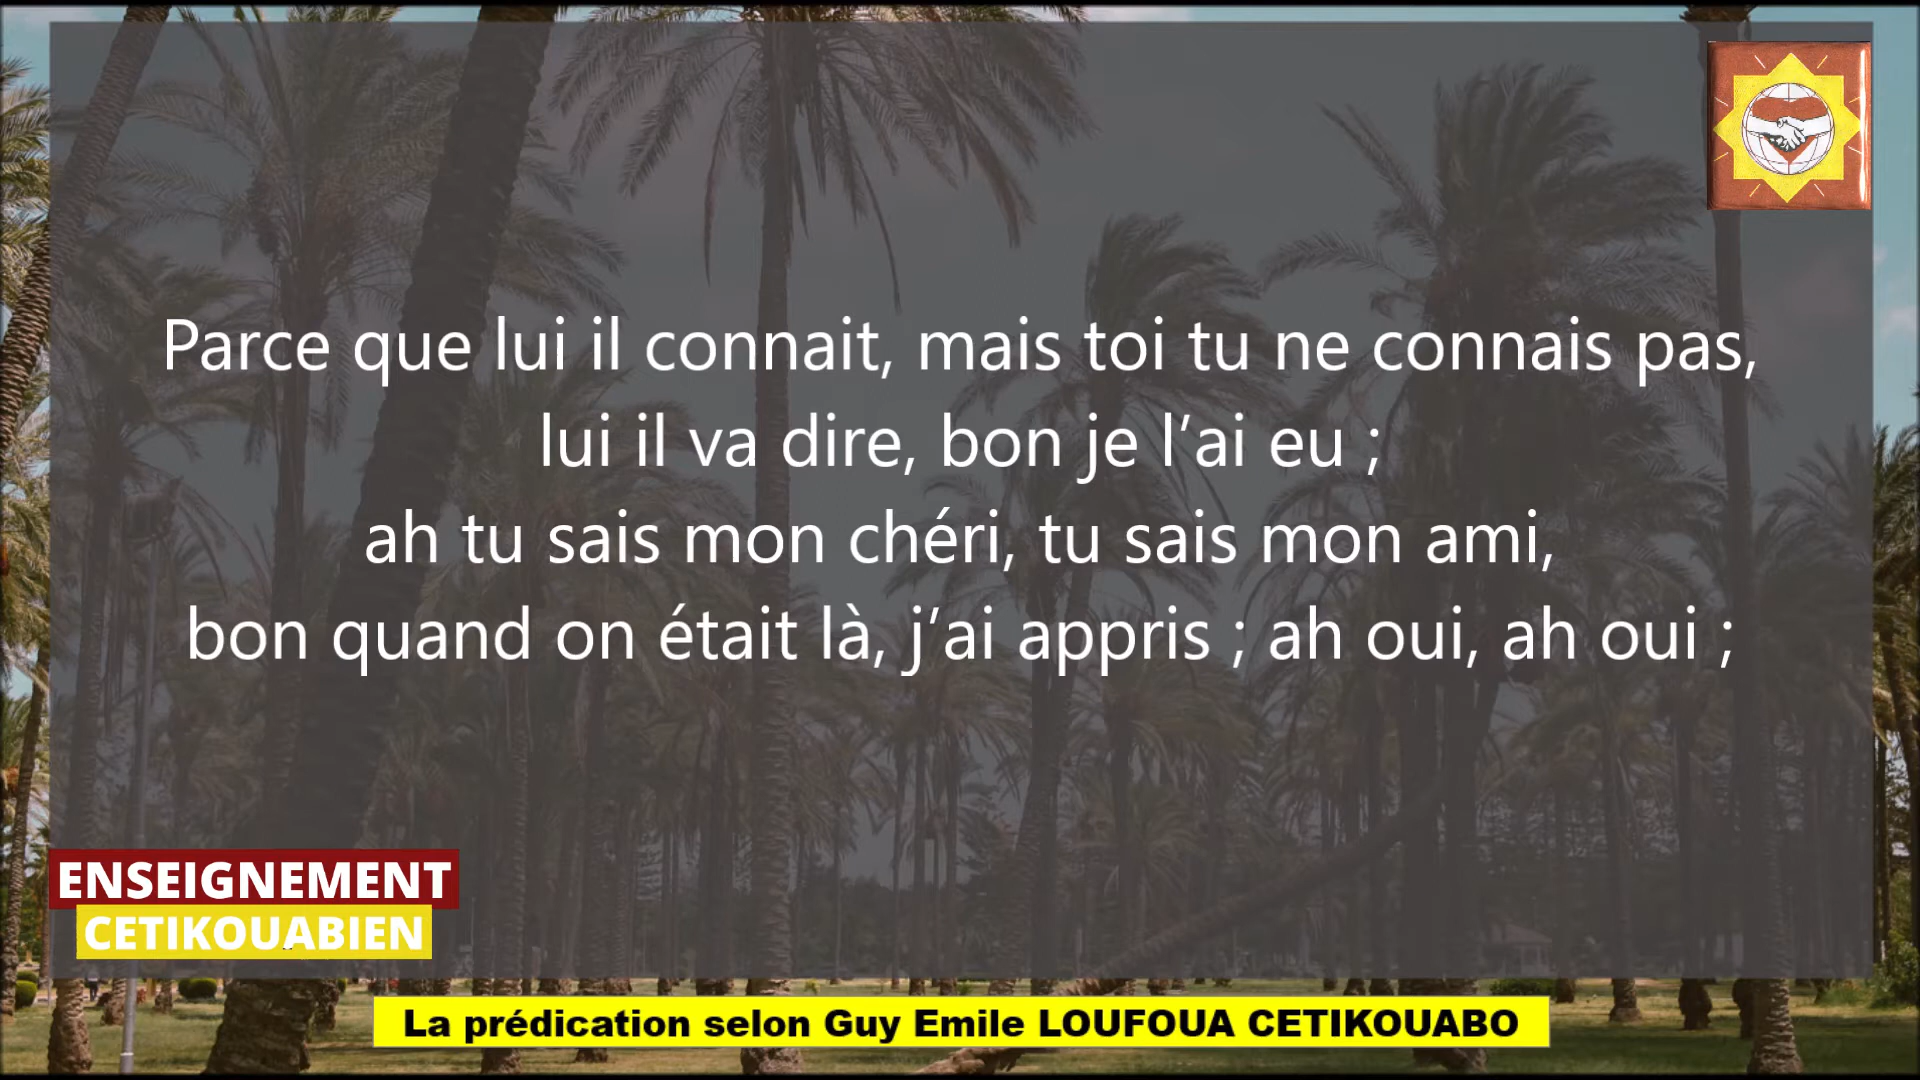 Parce que lui il connait, mais toi tu ne connais pas,
lui il va dire, bon je l’ai eu ;
ah tu sais mon chéri, tu sais mon ami,
bon quand on était là, j’ai appris ; ah oui, ah oui ;
ENSEIGNEMENT
CETIKOUABIEN
La prédication selon Guy Emile LOUFOUA CETIKOUABO